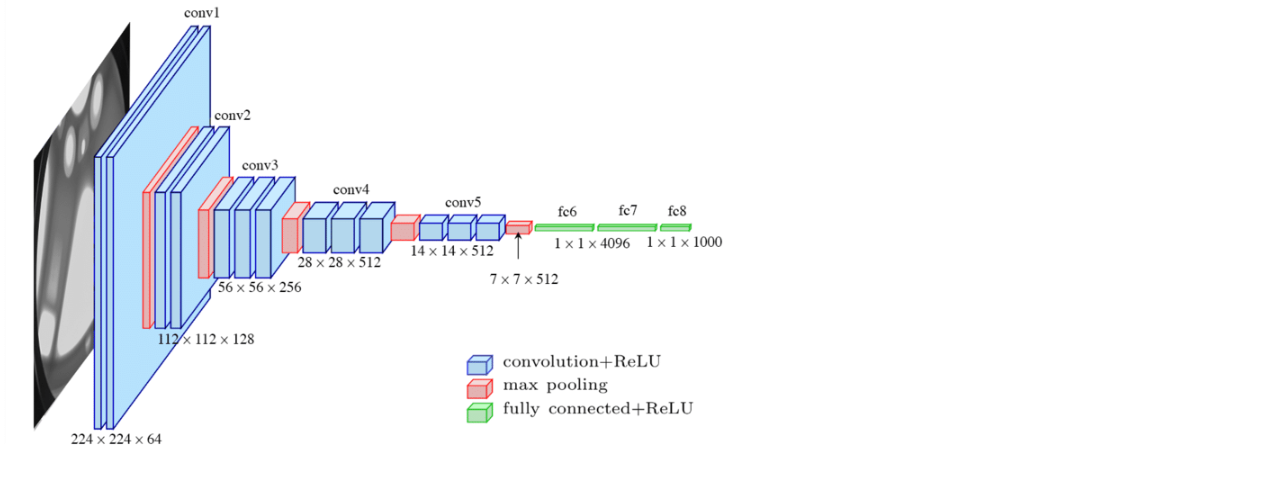 conv1
conv2
conv3
conv4
conv5
fc6
fc7
fc8
1 × 1 × 4096
1 × 1 × 1000
14 × 14 × 512
28 × 28 × 512
7 × 7 × 512
56 × 56 × 256
112 × 112 × 128
224 × 224 × 64
convolution+ReLU
max pooling
fully connected+ReLU